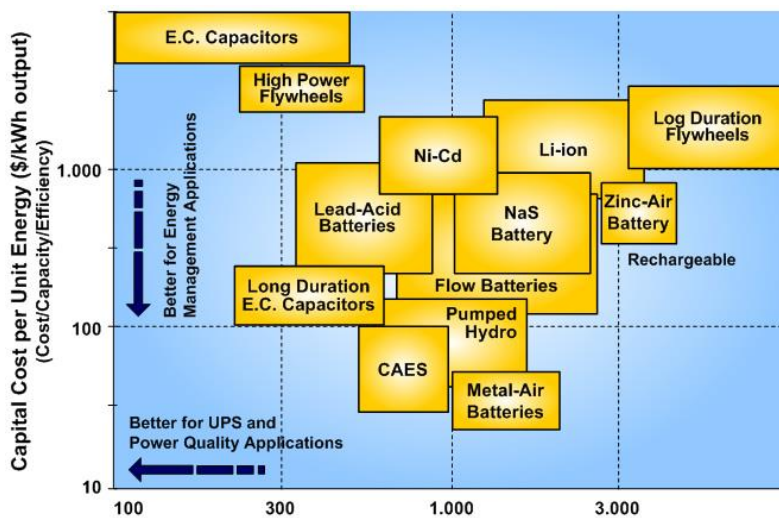 E.C. Capacitors
High Power
Flywheels
Log Duration
Flywheels
Ni-Cd
Li-ion
1.000
Lead-Acid
Batteries
NaS
Battery
Zinc-Air
Battery
Rechargeable
Long Duration
E.C. Capacitors
Flow Batteries
Pumped
Hydro
100
CAES
Metal-Air
Batteries
Better for Energy
Management Applications
Better for UPS and
Power Quality Applications
Capital Cost per Unit Energy ($/kWh output)
(Cost/Capacity/Efficiency)
10
100
300
1.000
3.000